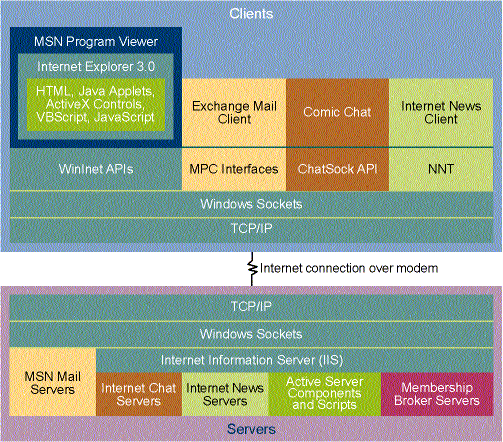 Clients
MSN Program Viewer
Internet Explorer 3.0
HTML, Java Applets,
ActiveX Controls,
VBScript, JavaScript
Exchange Mail
Client
Comic Chat
Internet News
Client
WinInet APIs
MPC Interfaces
ChatSock API
NNT
Windows Sockets
TCP/IP
Internet connection over modem
TCP/IP
Windows Sockets
Internet Information Server (IIS)
MSN Mail
Servers
Internet Chat
Servers
Internet News
Servers
Active Server
Components
and Scripts
Membership
Broker Servers
Servers